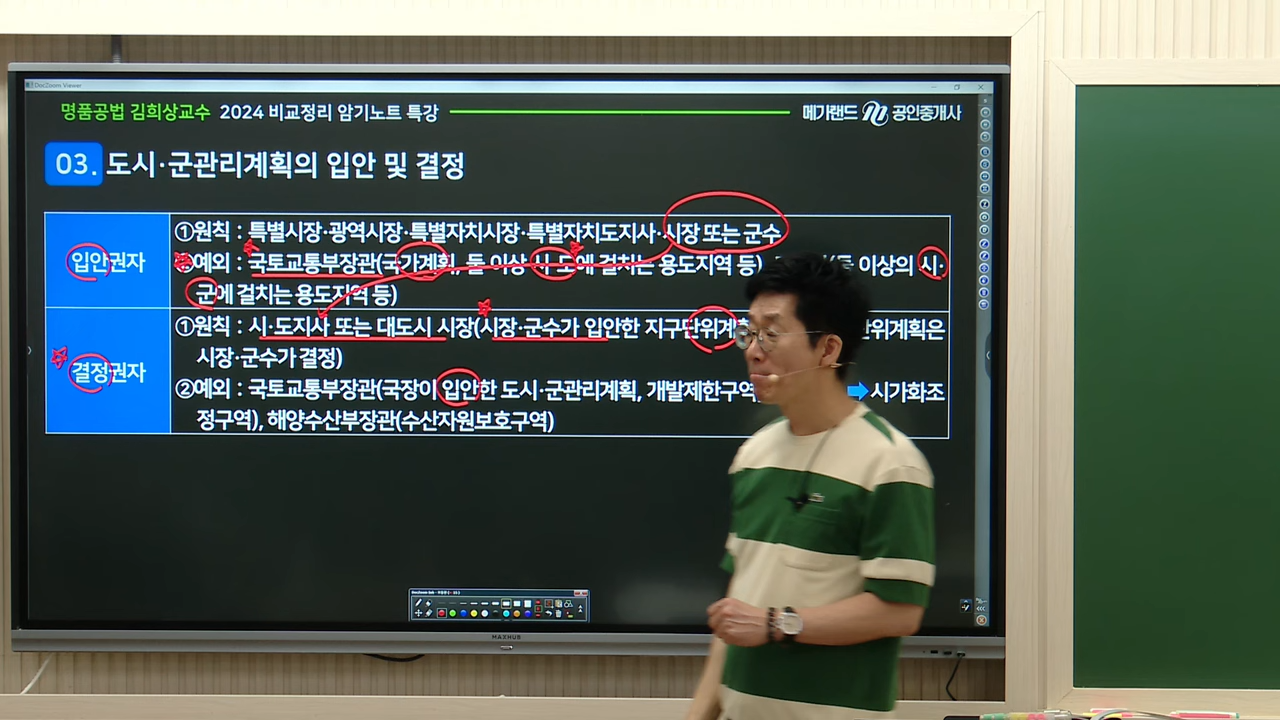 DocZoom Viewer
명품공법 김희상교수 2024 비교정리 암기노트 특강
메가랜드 공인중개사
03. 도시·군관리계획의 입안 및 결정
입안권자
①원칙 : 특별시장·광역시장·특별자치시장·특별자치도지사·시장 또는 군수
②예외 : 국토교통부장관(국가계획, 둘 이상 시·도에 걸치는 용도지역 등) 이상의 시·
군에 걸치는 용도지역 등)
결정권자
①원칙 : 시·도지사 또는 대도시 시장(시장·군수가 입안한 지구단위계획 단위계획은
시장·군수가 결정)
②예외 : 국토교통부장관(국장이 입안한 도시·군관리계획, 개발제한구역 시가화조
정구역), 해양수산부장관(수산자원보호구역)
MAXHUB